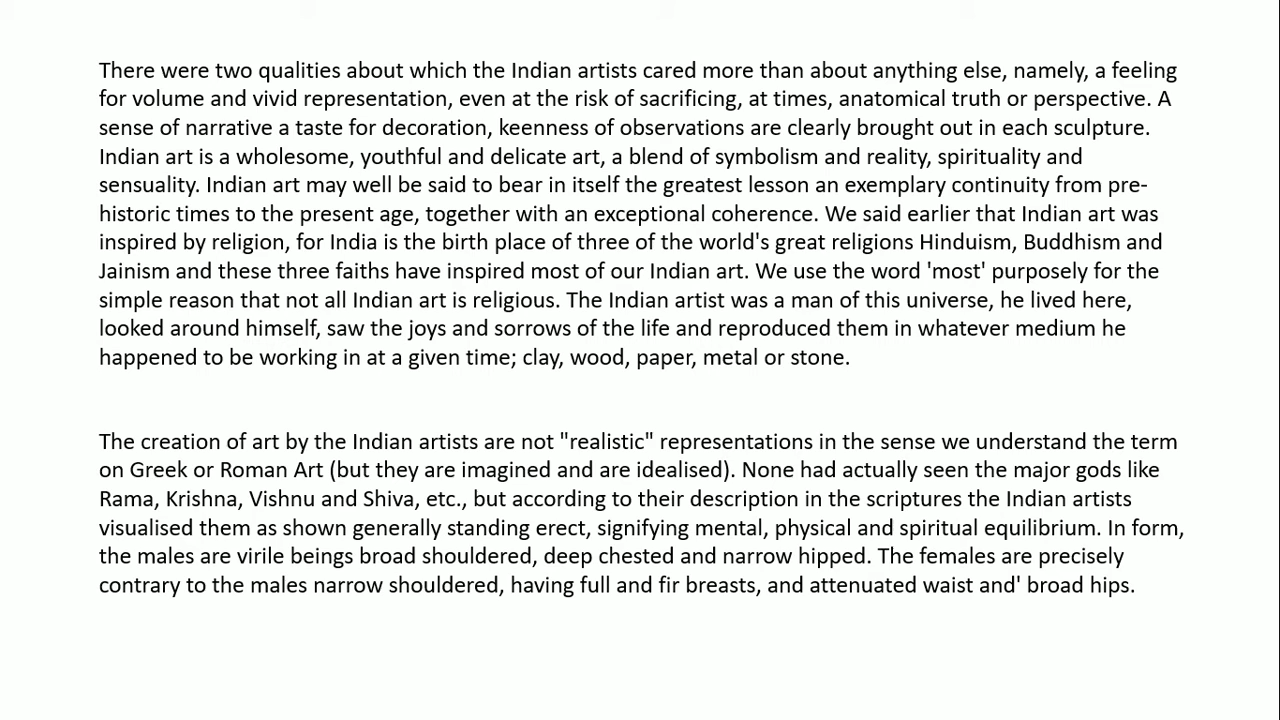 There were two qualities about which the Indian artists cared more than about anything else, namely, a feeling
for volume and vivid representation, even at the risk of sacrificing, at times, anatomical truth or perspective. A
sense of narrative a taste for decoration, keenness of observations are clearly brought out in each sculpture.
Indian art is a wholesome, youthful and delicate art, a blend of symbolism and reality, spirituality and
sensuality. Indian art may well be said to bear in itself the greatest lesson an exemplary continuity from pre-
historic times to the present age, together with an exceptional coherence. We said earlier that Indian art was
inspired by religion, for India is the birth place of three of the world's great religions Hinduism, Buddhism and
Jainism and these three faiths have inspired most of our Indian art. We use the word 'most' purposely for the
simple reason that not all Indian art is religious. The Indian artist was a man of this universe, he lived here,
looked around himself, saw the joys and sorrows of the life and reproduced them in whatever medium he
happened to be working in at a given time; clay, wood, paper, metal or stone.
The creation of art by the Indian artists are not "realistic" representations in the sense we understand the term
on Greek or Roman Art (but they are imagined and are idealised). None had actually seen the major gods like
Rama, Krishna, Vishnu and Shiva, etc., but according to their description in the scriptures the Indian artists
visualised them as shown generally standing erect, signifying mental, physical and spiritual equilibrium. In form,
the males are virile beings broad shouldered, deep chested and narrow hipped. The females are precisely
contrary to the males narrow shouldered, having full and fir breasts, and attenuated waist and' broad hips.